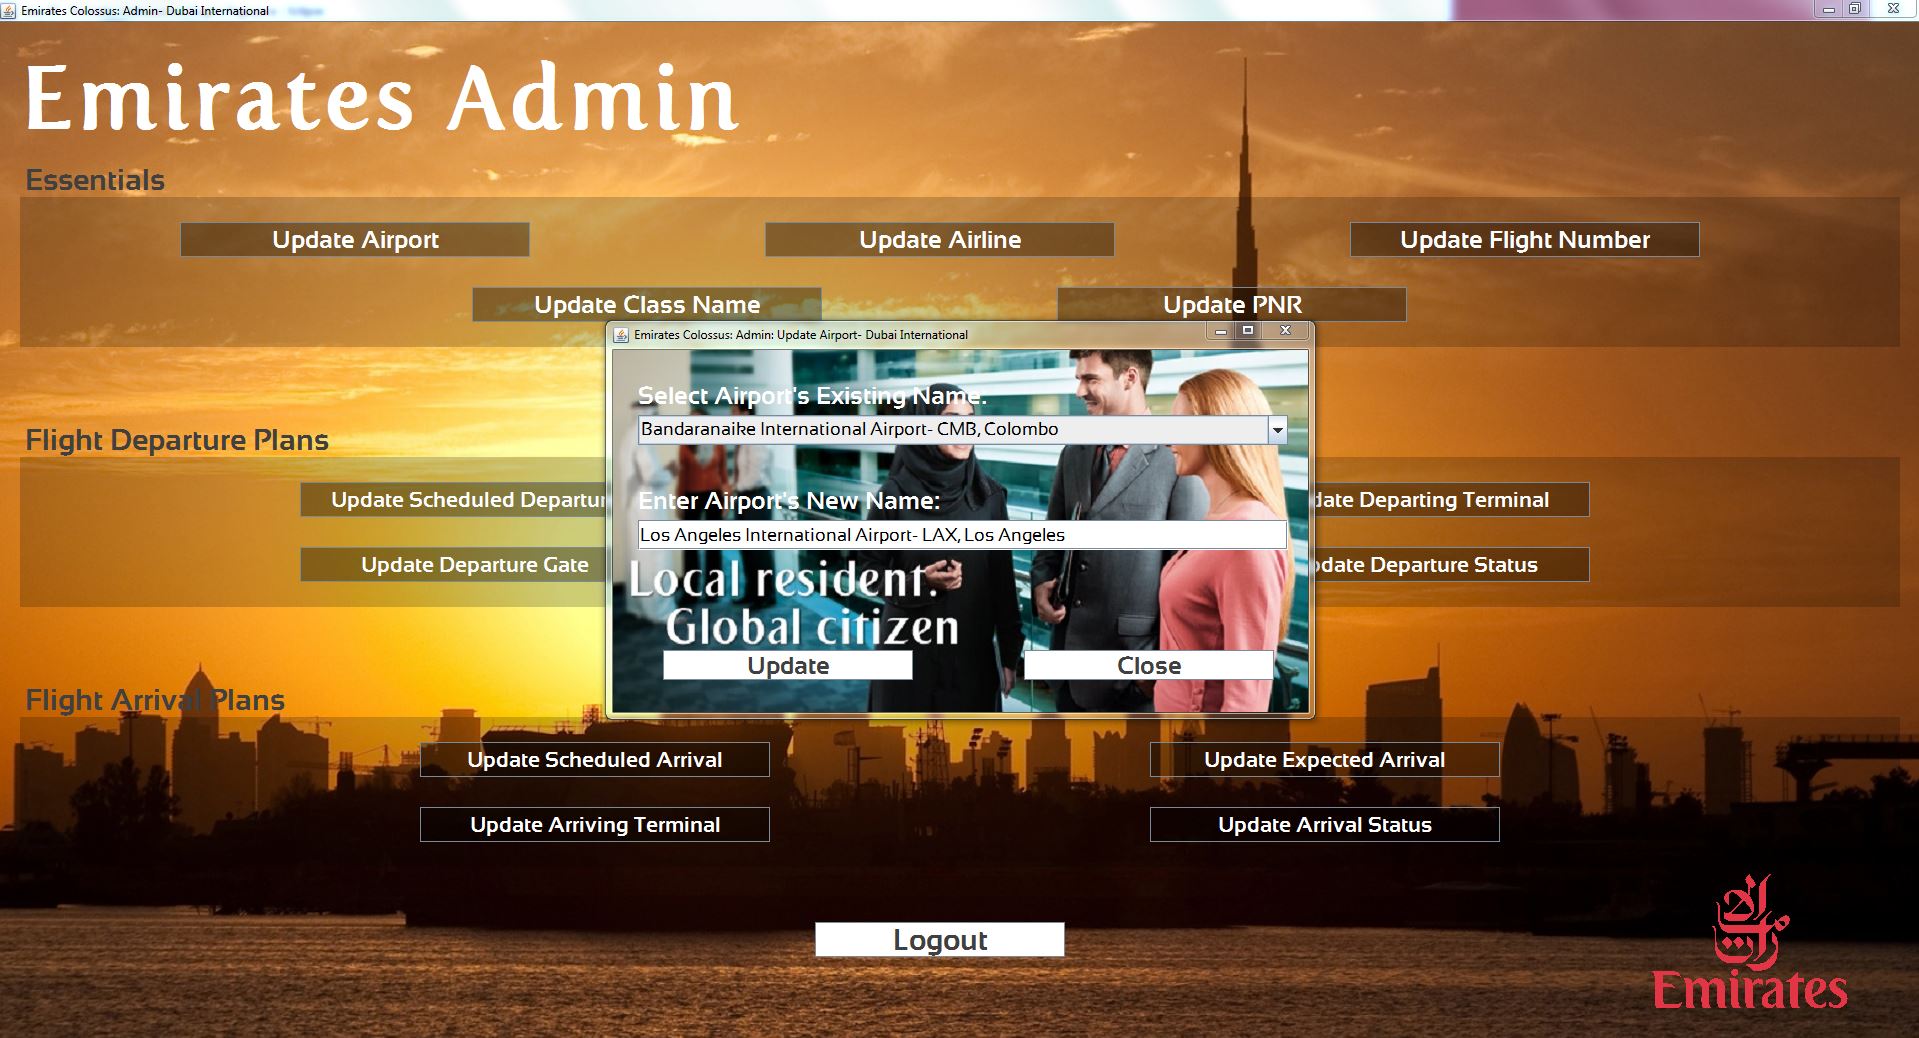 Emirates Colossus: Admin- Dubai International
Emirates Admin
Essentials
Update Airport
Update Airline
Update Flight Number
Update Class Name
Update PNR
Emirates Colossus: Admin: Update Airport- Dubai International
Select Airport's Existing Name:
Bandaranaike International Airport- CMB, Colombo
Enter Airport's New Name:
Los Angeles International Airport- LAX, Los Angeles
Local resident.
Global citizen
Update
Close
Flight Departure Plans
Update Scheduled Departur
date Departing Terminal
Update Departure Gate
pdate Departure Status
Flight Arrival Plans
Update Scheduled Arrival
Update Expected Arrival
Update Arriving Terminal
Update Arrival Status
Logout
Emirates